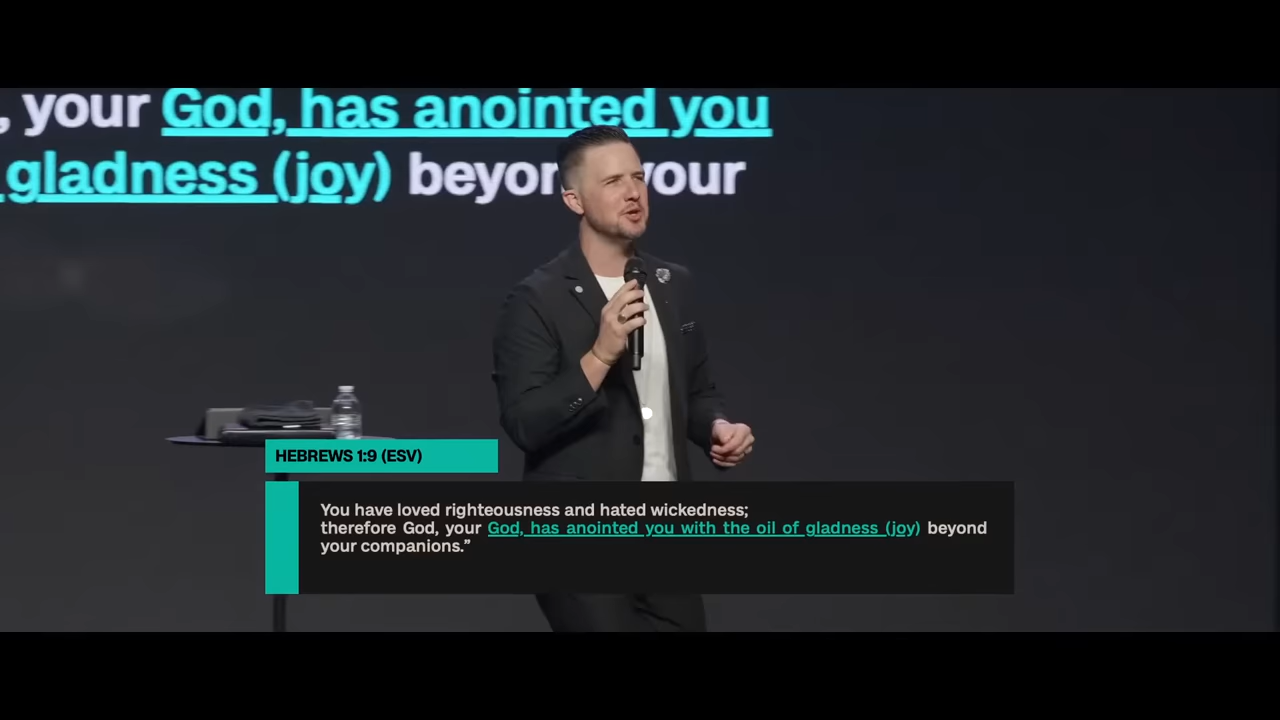 , your God, has anointed you
gladness (joy) beyon your
HEBREWS 1:9 (ESV)
You have loved righteousness and hated wickedness;
therefore God, your God, has anointed you with the oil of gladness (joy) beyond
your companions.”